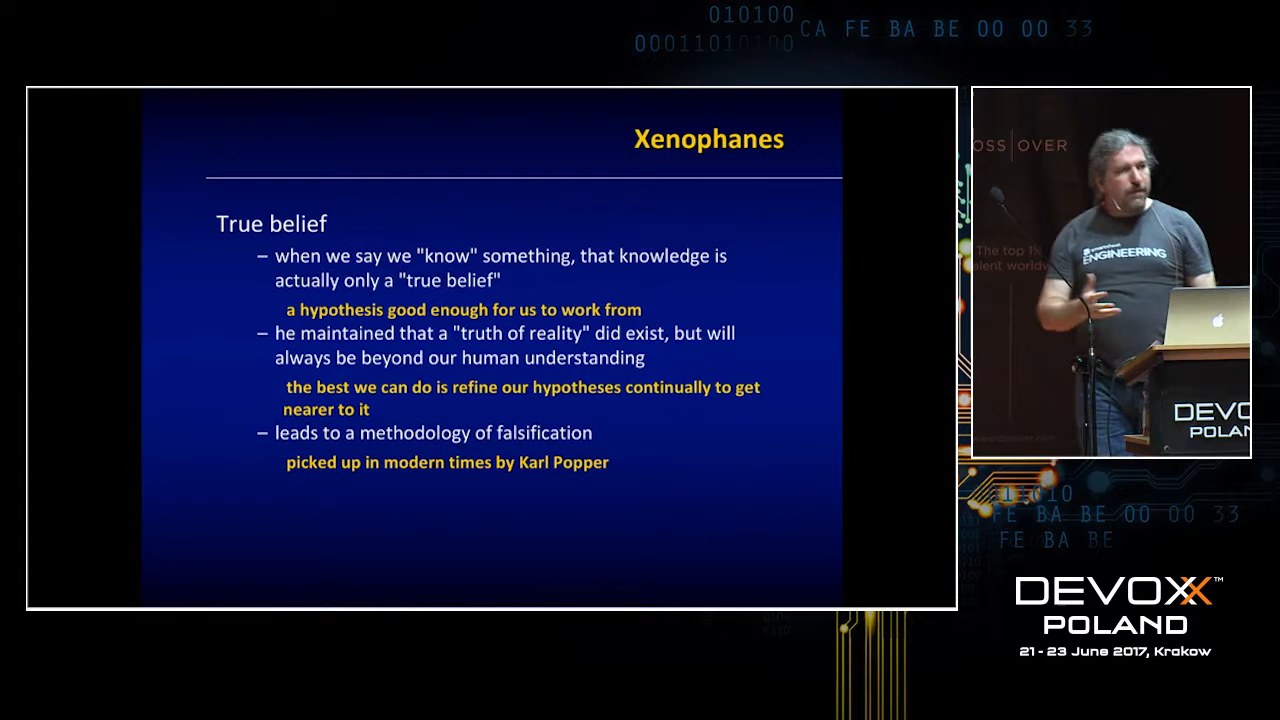 010100
00011010100
CA FE BA BE 00 00 33
Xenophanes
True belief
– when we say we "know" something, that knowledge is
actually only a "true belief"
a hypothesis good enough for us to work from
– he maintained that a "truth of reality" did exist, but will
always be beyond our human understanding
the best we can do is refine our hypotheses continually to get
nearer to it
– leads to a methodology of falsification
picked up in modern times by Karl Popper
OSS|OVER
The top 1%
ENGINEERING
DEVO
POLAN
011010
FE BA BE 00 00 33
FE BA BE
DEVOXX™
POLAND
21 - 23 June 2017, Krakow